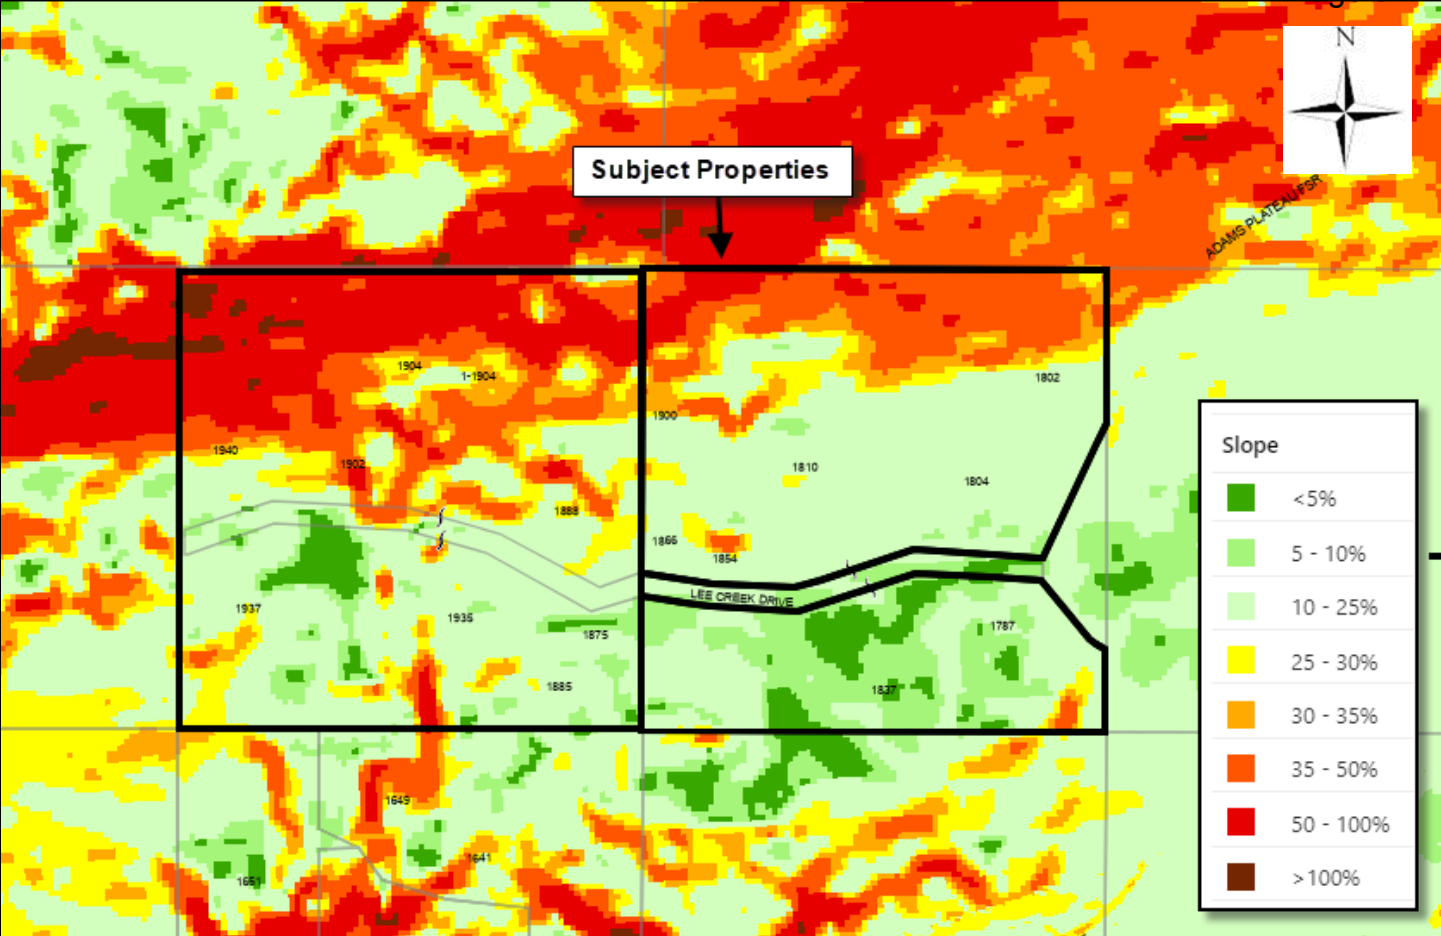 N
Subject Properties
ADAMS PLATEAU FSR
1904
1-1904
1802
1900
1940
1902
1810
1804
1888
1866
1854
LEE CREEK DRIVE
1937
1935
1875
1787
1885
1837
1649
1641
1651
Slope
<5%
5 - 10%
10 - 25%
25 - 30%
30 - 35%
35 - 50%
50 - 100%
>100%